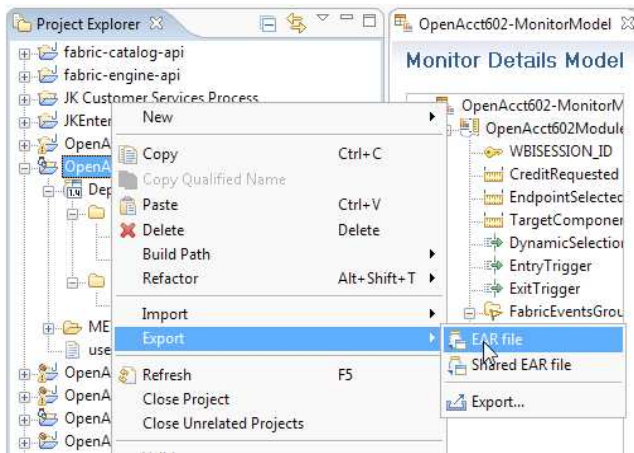 Project Explorer
OpenAcct602-MonitorModel
Monitor Details Model
fabric-catalog-api
fabric-engine-api
JK Customer Services Process
JKEnter
OpenA
OpenA
Dep
ME
use
OpenA
OpenA
OpenA
OpenA
New
Copy Ctrl+C
Copy Qualified Name
Paste Ctrl+V
Delete Delete
Build Path
Refactor Alt+Shift+T
Import
Export
Refresh F5
Close Project
Close Unrelated Projects
EAR file
Shared EAR file
Export...
OpenAcct602-MonitorM
OpenAcct602Module
WBISESSION_ID
CreditRequested
EndpointSelected
TargetComponen
DynamicSelection
EntryTrigger
ExitTrigger
FabricEventsGrou